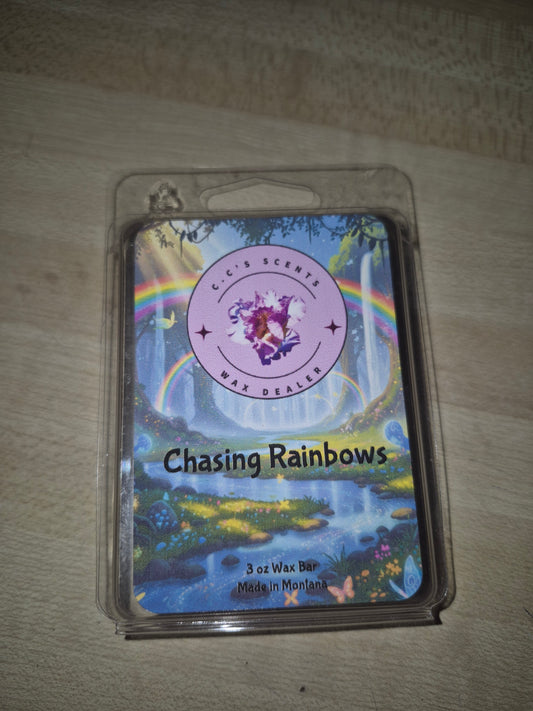 C.C'S SCENTS
WAX DEALER
Chasing Rainbows
3 oz Wax Bar
Made in Montana